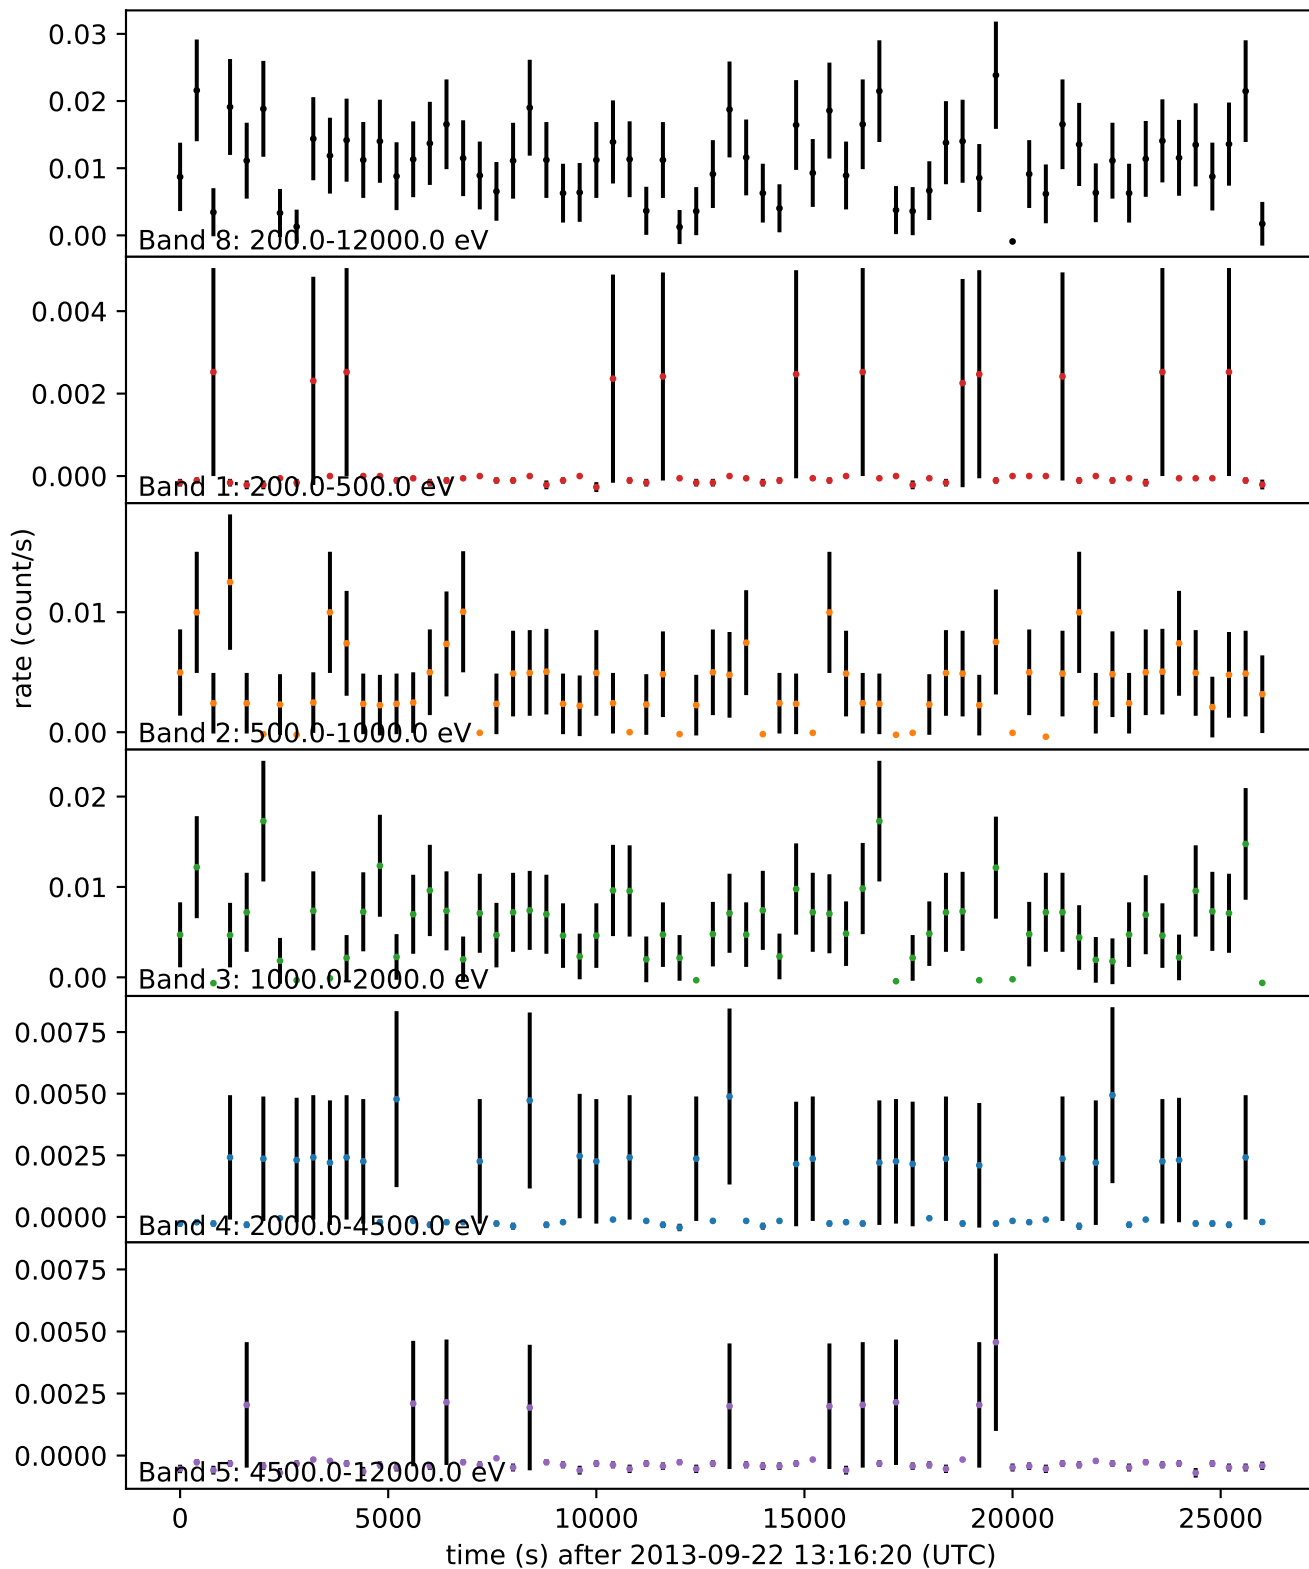 0.03
0.02
0.01
0.00
Band 8: 200.0-12000.0 eV
0.004
0.002
0.000
Band 1: 200.0-500.0 eV
rate (count/s)
0.01
0.00
Band 2: 500.0-1000.0 eV
0.02
0.01
0.00
Band 3: 1000.0-2000.0 eV
0.0075
0.0050
0.0025
0.0000
Band 4: 2000.0-4500.0 eV
0.0075
0.0050
0.0025
0.0000
Band 5: 4500.0-12000.0 eV
0 5000 10000 15000 20000 25000
time (s) after 2013-09-22 13:16:20 (UTC)